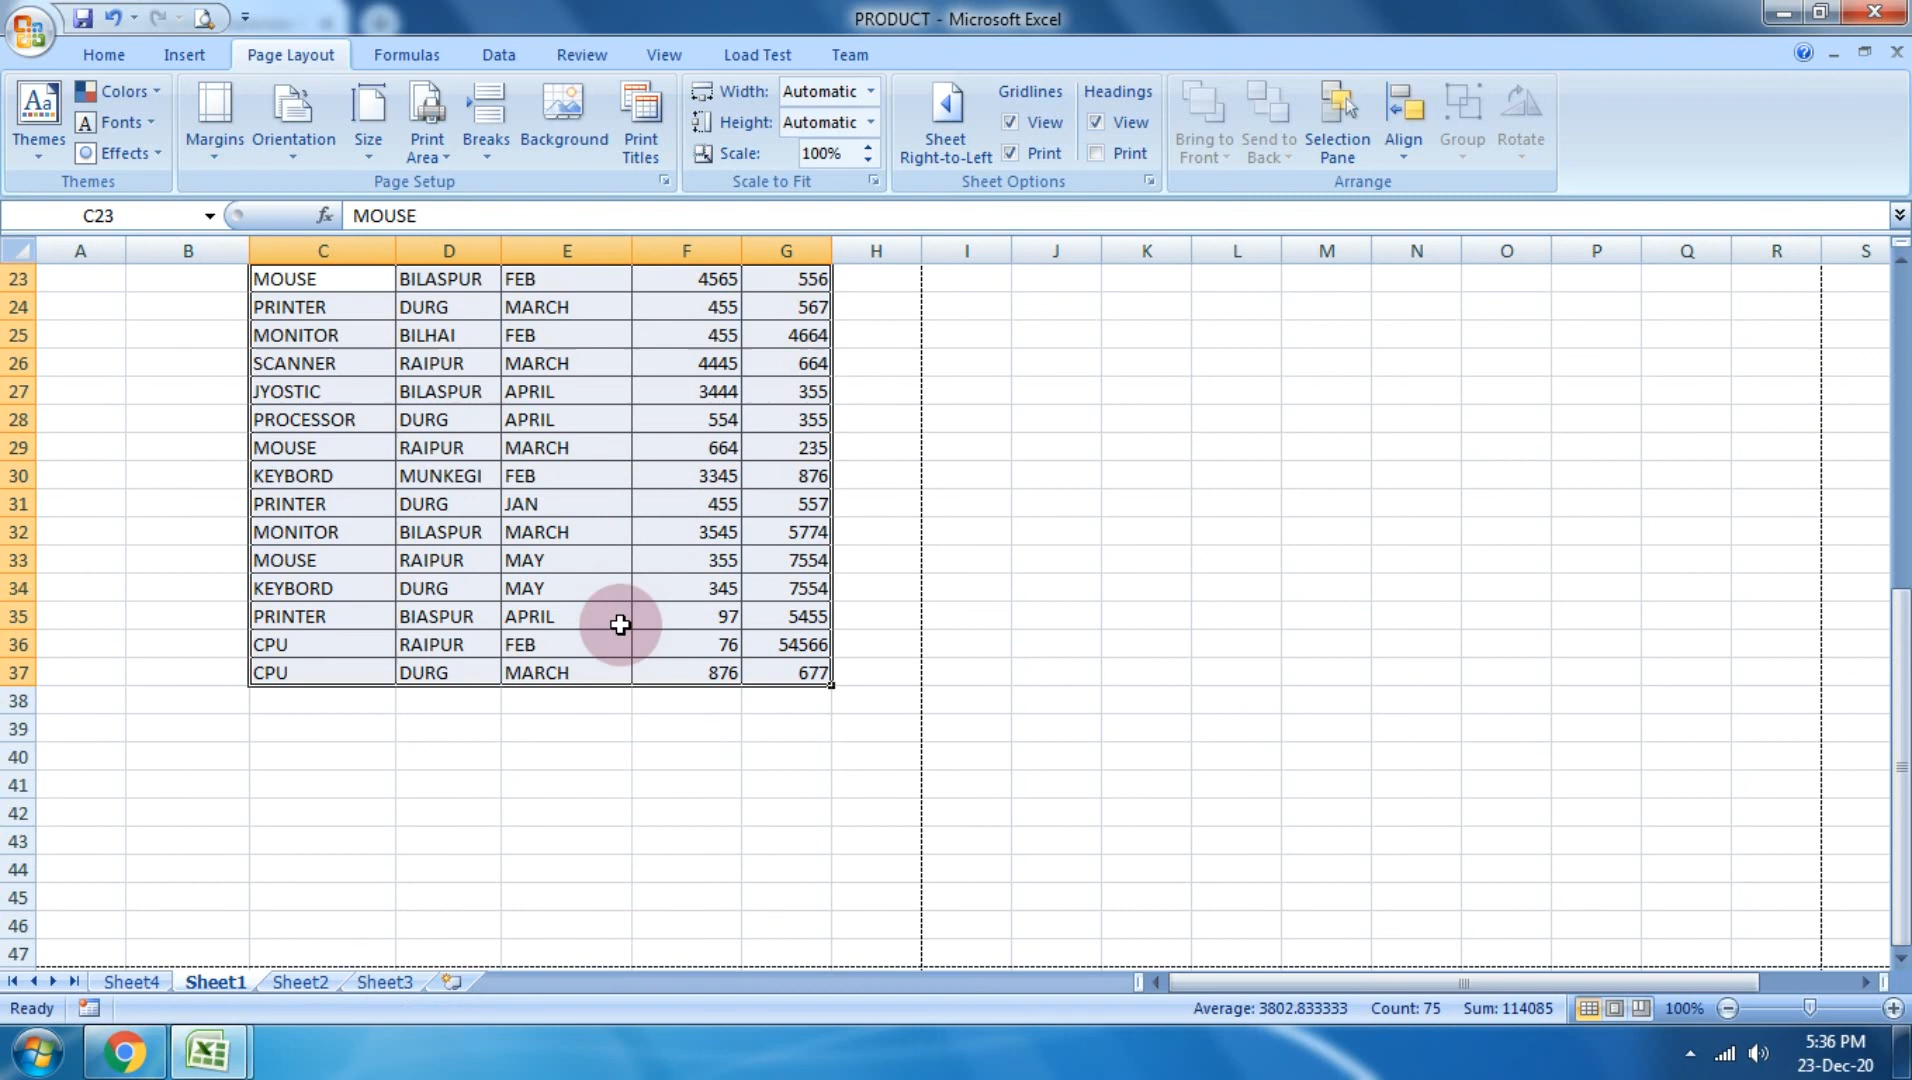 PRODUCT - Microsoft Excel
Home Insert Page Layout Formulas Data Review View Load Test Team
Aa Themes
Colors
Fonts
Effects
Themes
Margins Orientation Size Print Area Breaks Background Print Titles
Page Setup
Width: Automatic
Height: Automatic
Scale: 100%
Scale to Fit
Sheet Right-to-Left
Gridlines Headings
View View
Print Print
Sheet Options
Bring to Front Send to Back Selection Pane Align Group Rotate
Arrange
C23 fx MOUSE
A B C D E F G H I J K L M N O P Q R S
23 MOUSE BILASPUR FEB 4565 556
24 PRINTER DURG MARCH 455 567
25 MONITOR BILHAI FEB 455 4664
26 SCANNER RAIPUR MARCH 4445 664
27 JYOSTIC BILASPUR APRIL 3444 355
28 PROCESSOR DURG APRIL 554 355
29 MOUSE RAIPUR MARCH 664 235
30 KEYBORD MUNKEGI FEB 3345 876
31 PRINTER DURG JAN 455 557
32 MONITOR BILASPUR MARCH 3545 5774
33 MOUSE RAIPUR MAY 355 7554
34 KEYBORD DURG MAY 345 7554
35 PRINTER BIASPUR APRIL 97 5455
36 CPU RAIPUR FEB 76 54566
37 CPU DURG MARCH 876 677
38
39
40
41
42
43
44
45
46
47
Sheet4 Sheet1 Sheet2 Sheet3
Ready Average: 3802.833333 Count: 75 Sum: 114085 100%
5:36 PM
23-Dec-20